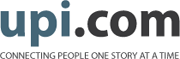 upi.com
CONNECTING PEOPLE ONE STORY AT A TIME